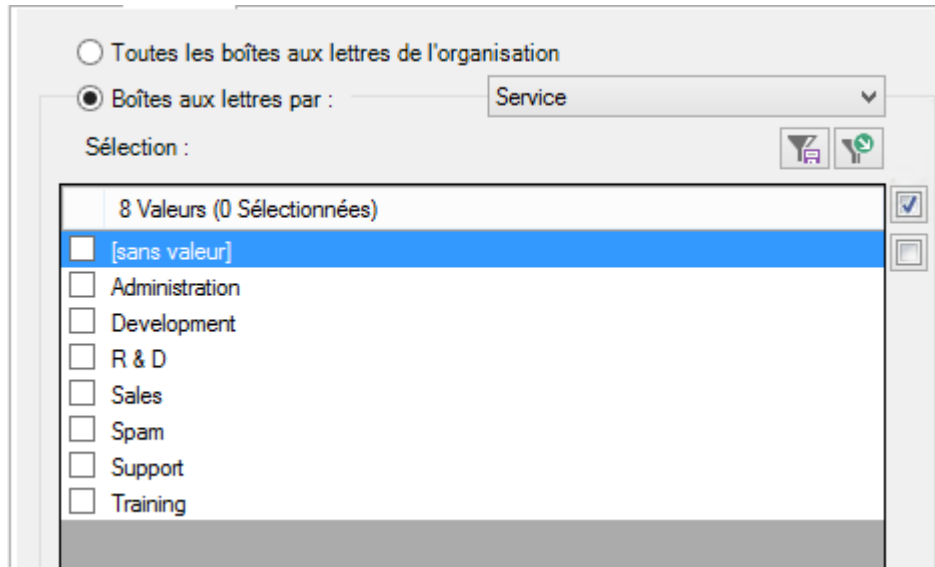 Toutes les boîtes aux lettres de l'organisation
Boîtes aux lettres par : Service
Sélection :
8 Valeurs (0 Sélectionnées)
[sans valeur]
Administration
Development
R & D
Sales
Spam
Support
Training